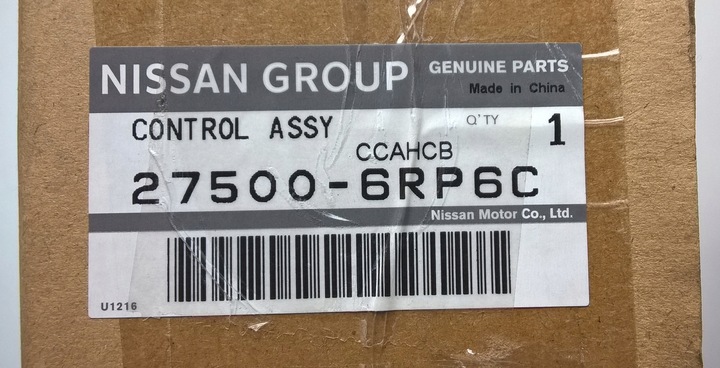 NISSAN GROUP GENUINE PARTS
Made in China
CONTROL ASSY Q'TY 1
CCAHCB
27500-6RP6C
Nissan Motor Co., Ltd.
U1216